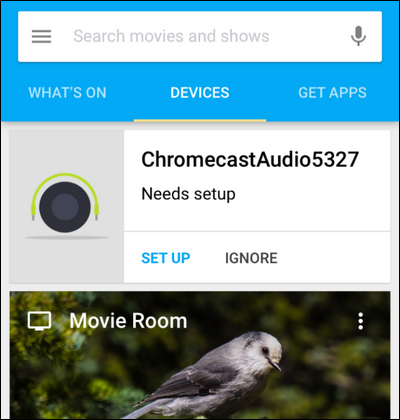 Search movies and shows
WHAT'S ON DEVICES GET APPS
ChromecastAudio5327
Needs setup
SET UP IGNORE
Movie Room